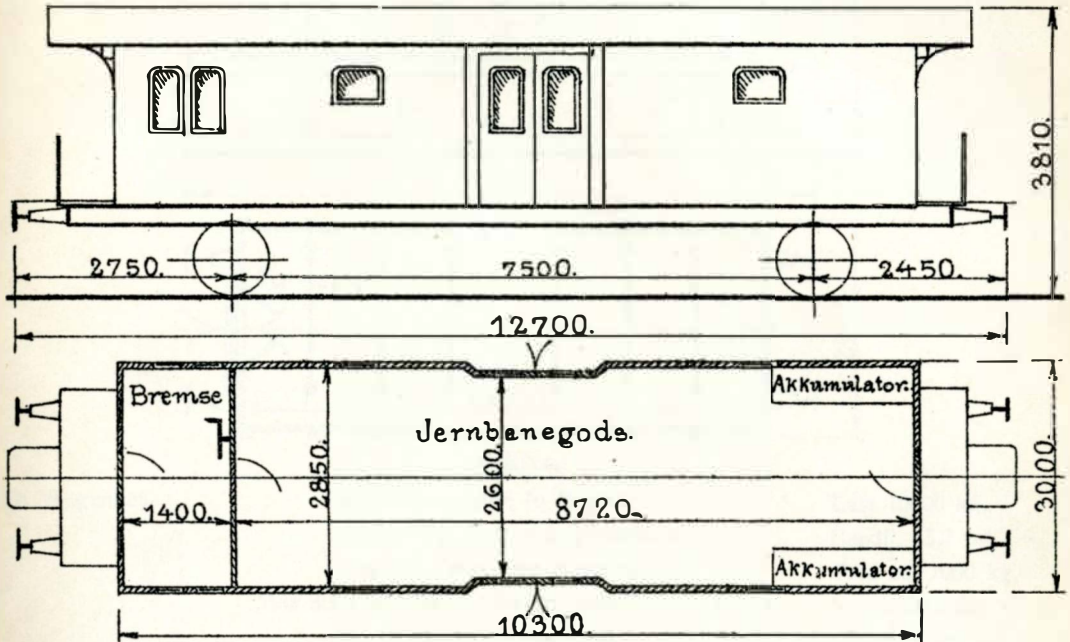 3810.
2750.
7500.
2450.
12700.
Bremse
Akkumulator.
Jernbanegods.
2850.
2600.
3000.
1400.
8720.
Akkumulator.
10300.